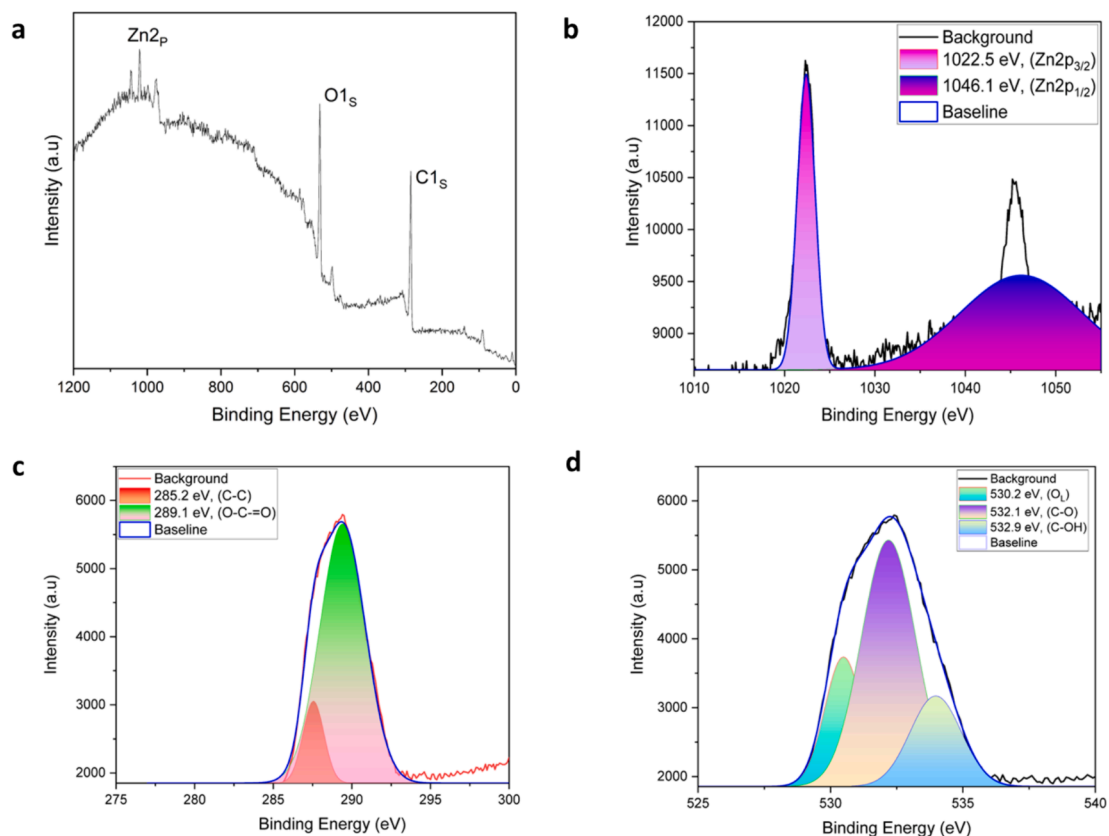 a
Zn2P
O1S
C1S
Intensity (a.u)
1200 1000 800 600 400 200 0
Binding Energy (eV)
b
Background
1022.5 eV, (Zn2p3/2)
1046.1 eV, (Zn2p1/2)
Baseline
Intensity (a.u)
12000
11500
11000
10500
10000
9500
9000
1010 1020 1030 1040 1050
Binding Energy (eV)
c
Background
285.2 eV, (C-C)
289.1 eV, (O-C-=O)
Baseline
Intensity (a.u)
6000
5000
4000
3000
2000
275 280 285 290 295 300
Binding Energy (eV)
d
Background
530.2 eV, (OL)
532.1 eV, (C-O)
532.9 eV, (C-OH)
Baseline
Intensity (a.u)
6000
5000
4000
3000
2000
525 530 535 540
Binding Energy (eV)